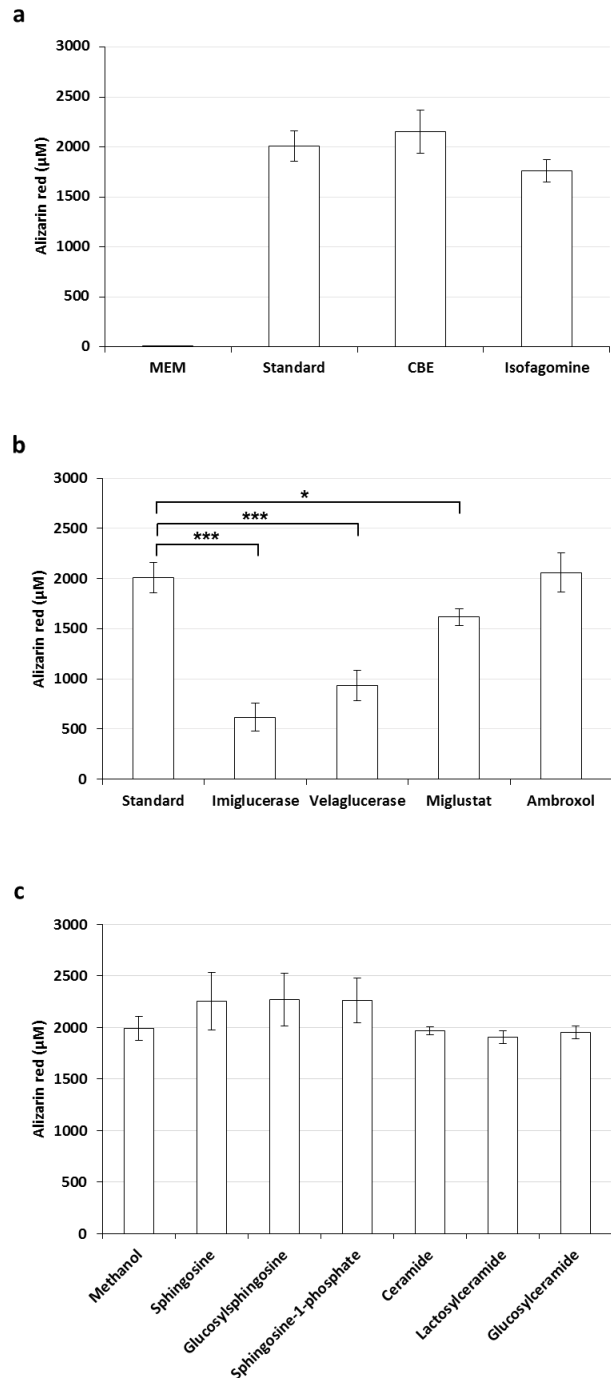 a
3000
2500
2000
1500
1000
500
0
Alizarin red (µM)
MEM Standard CBE Isofagomine
b
3000
2500
2000
1500
1000
500
0
Alizarin red (µM)
*
***
***
Standard Imiglucerase Velaglucerase Miglustat Ambroxol
c
3000
2500
2000
1500
1000
500
0
Alizarin red (µM)
Methanol
Sphingosine
Glucosylsphingosine
Sphingosine-1-phosphate
Ceramide
Lactosylceramide
Glucosylceramide